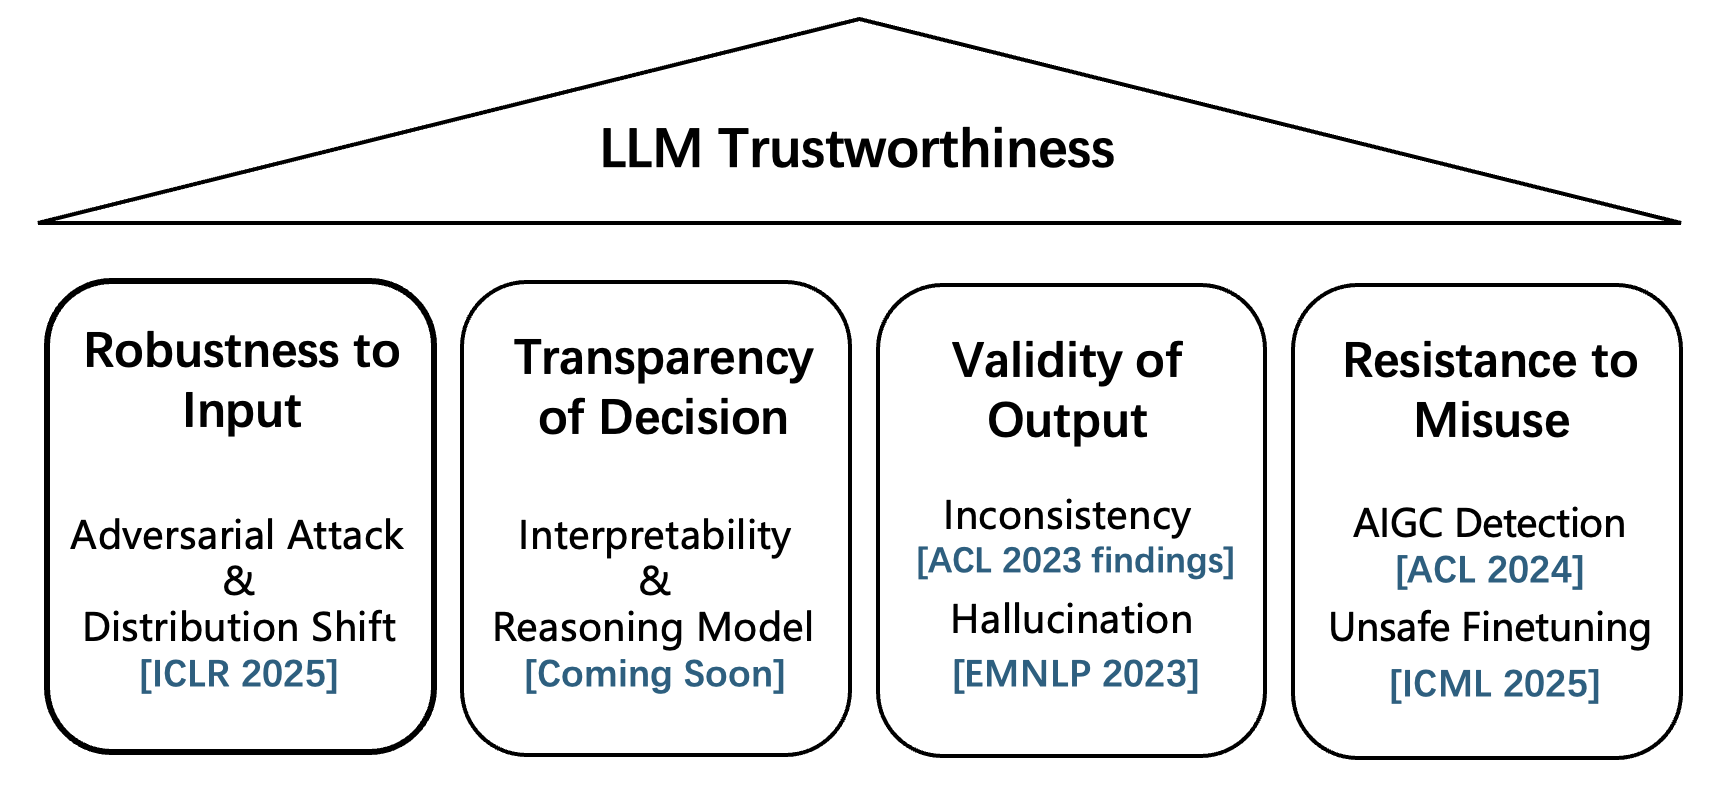 LLM Trustworthiness
Robustness to
Input
Adversarial Attack
&
Distribution Shift
[ICLR 2025]
Transparency
of Decision
Interpretability
&
Reasoning Model
[Coming Soon]
Validity of
Output
Inconsistency
[ACL 2023 findings]
Hallucination
[EMNLP 2023]
Resistance to
Misuse
AIGC Detection
[ACL 2024]
Unsafe Finetuning
[ICML 2025]